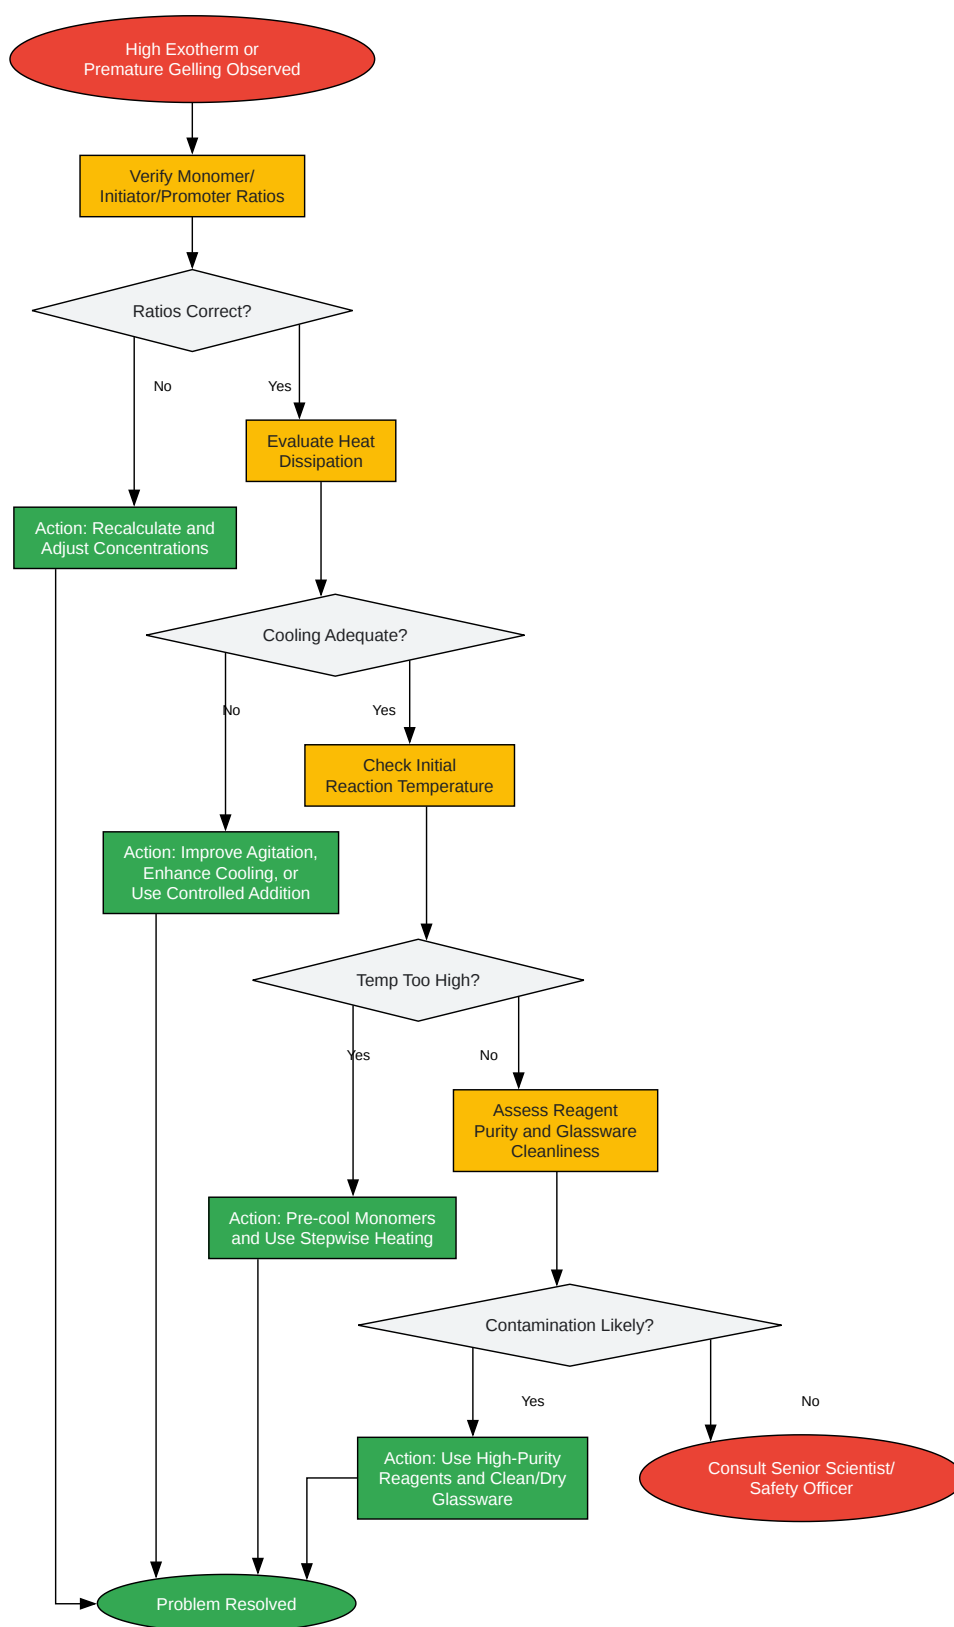 High Exotherm or
Premature Gelling Observed
Verify Monomer/
Initiator/Promoter Ratios
Ratios Correct?
No
Yes
Evaluate Heat
Dissipation
Action: Recalculate and
Adjust Concentrations
Cooling Adequate?
No
Yes
Check Initial
Reaction Temperature
Action: Improve Agitation,
Enhance Cooling, or
Use Controlled Addition
Temp Too High?
Yes
No
Assess Reagent
Purity and Glassware
Cleanliness
Action: Pre-cool Monomers
and Use Stepwise Heating
Contamination Likely?
Yes
No
Action: Use High-Purity
Reagents and Clean/Dry
Glassware
Consult Senior Scientist/
Safety Officer
Problem Resolved